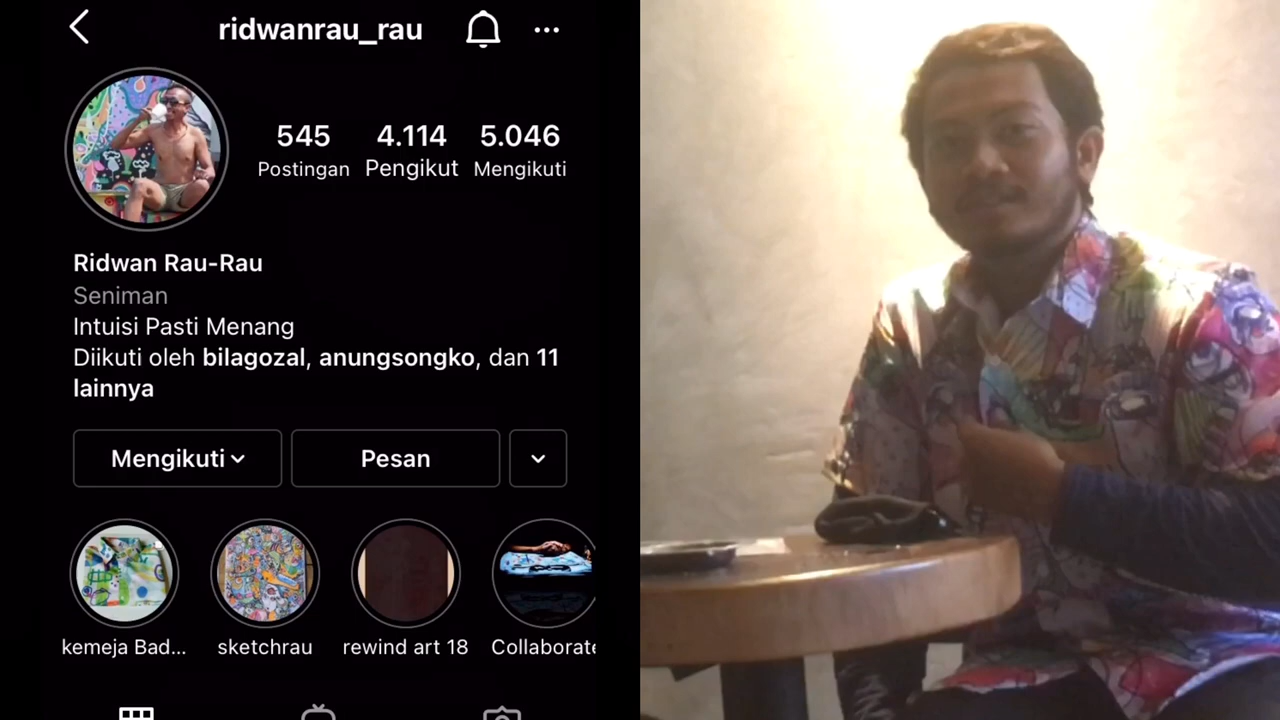 ridwanrau_rau
545 4.114 5.046
Postingan Pengikut Mengikuti
Ridwan Rau-Rau
Seniman
Intuisi Pasti Menang
Diikuti oleh bilagozal, anungsongko, dan 11
lainnya
Mengikuti Pesan
kemeja Bad... sketchrau rewind art 18 Collaborate